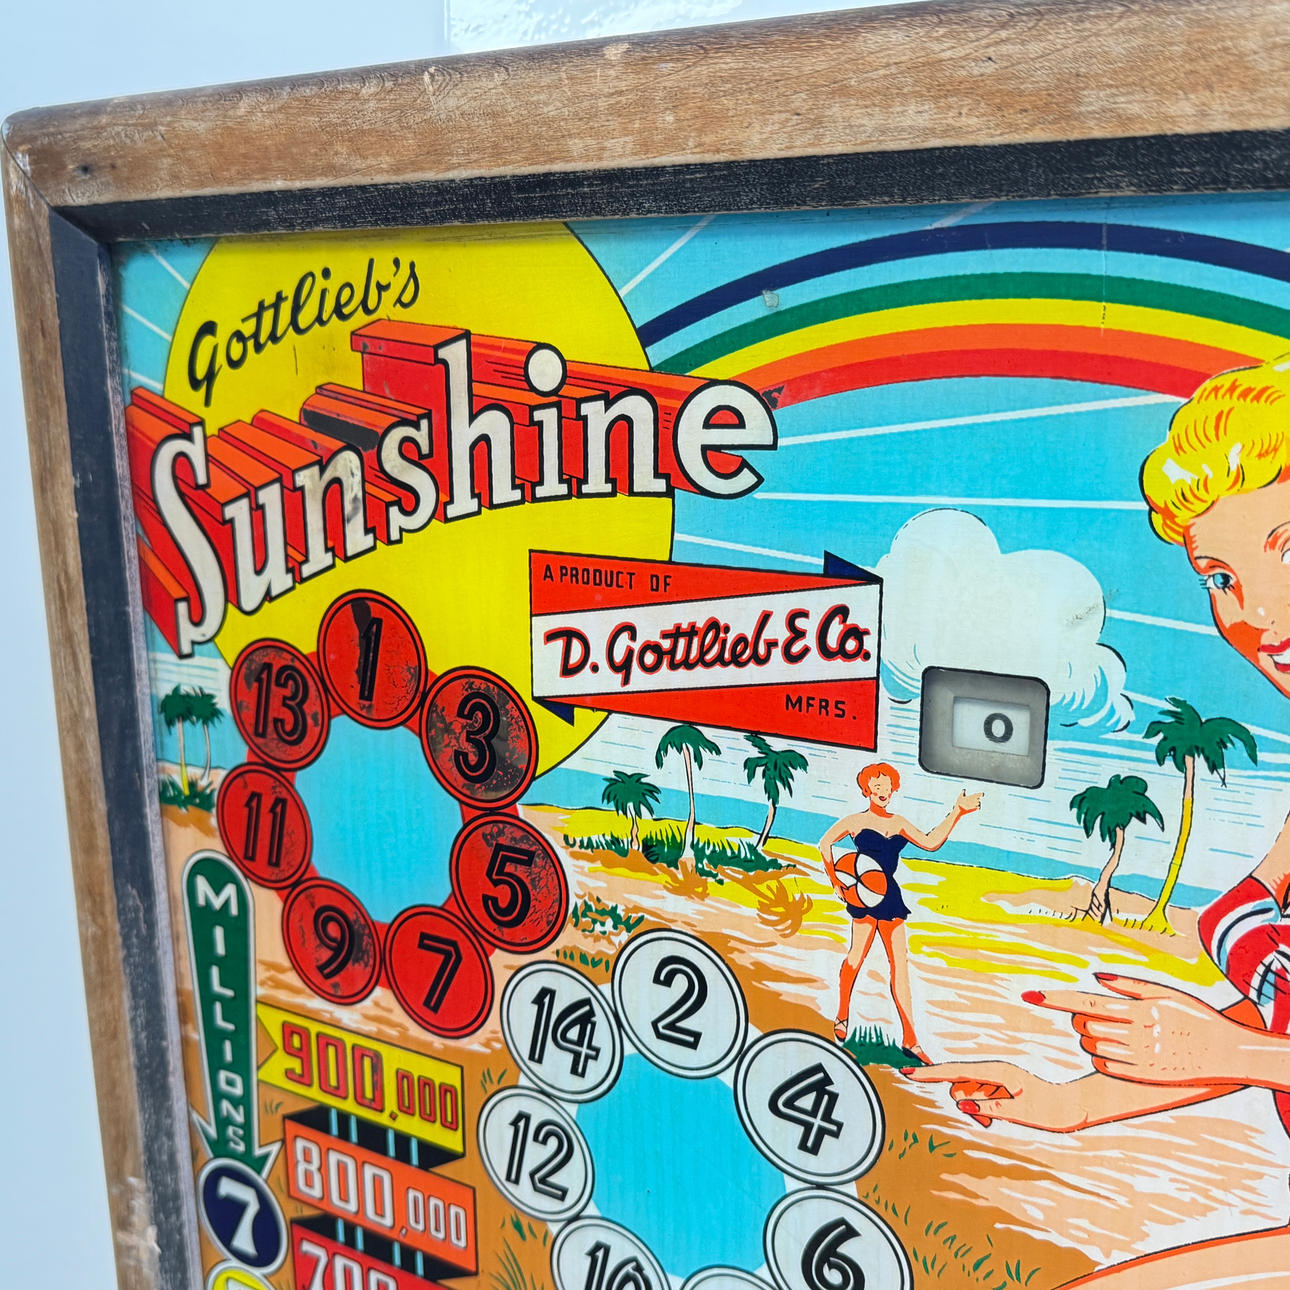 Gottlieb's
Sunshine
A PRODUCT OF
D. Gottlieb & Co.
MFRS.
0
1
3
5
7
9
11
13
2
4
6
12
14
MILLIONS
7
900,000
800,000